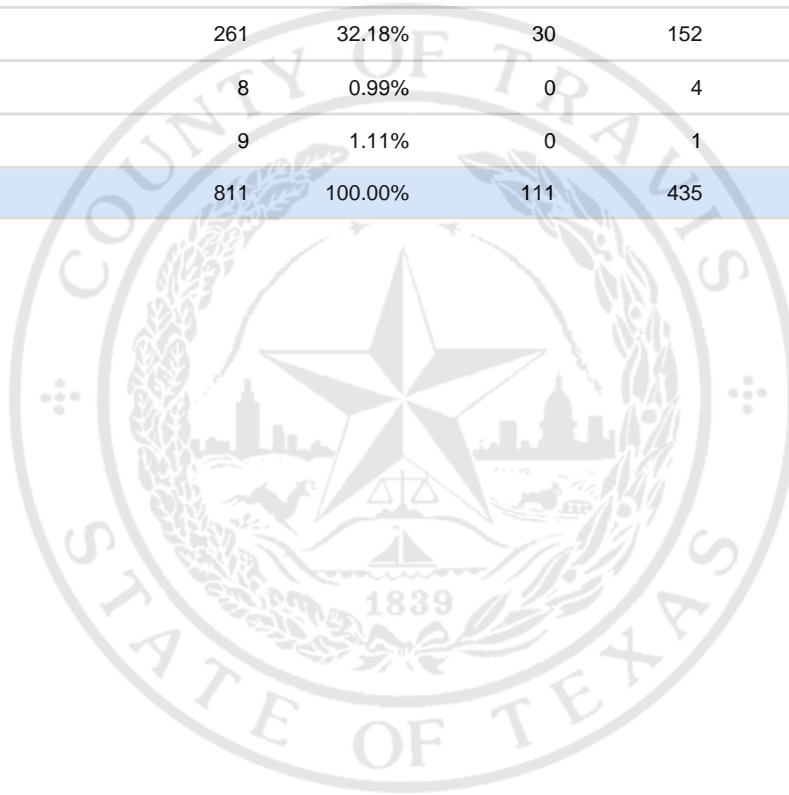 261 32.18% 30 152
8 0.99% 0 4
9 1.11% 0 1
811 100.00% 111 435
COUNTY OF TRAVIS
1839
STATE OF TEXAS